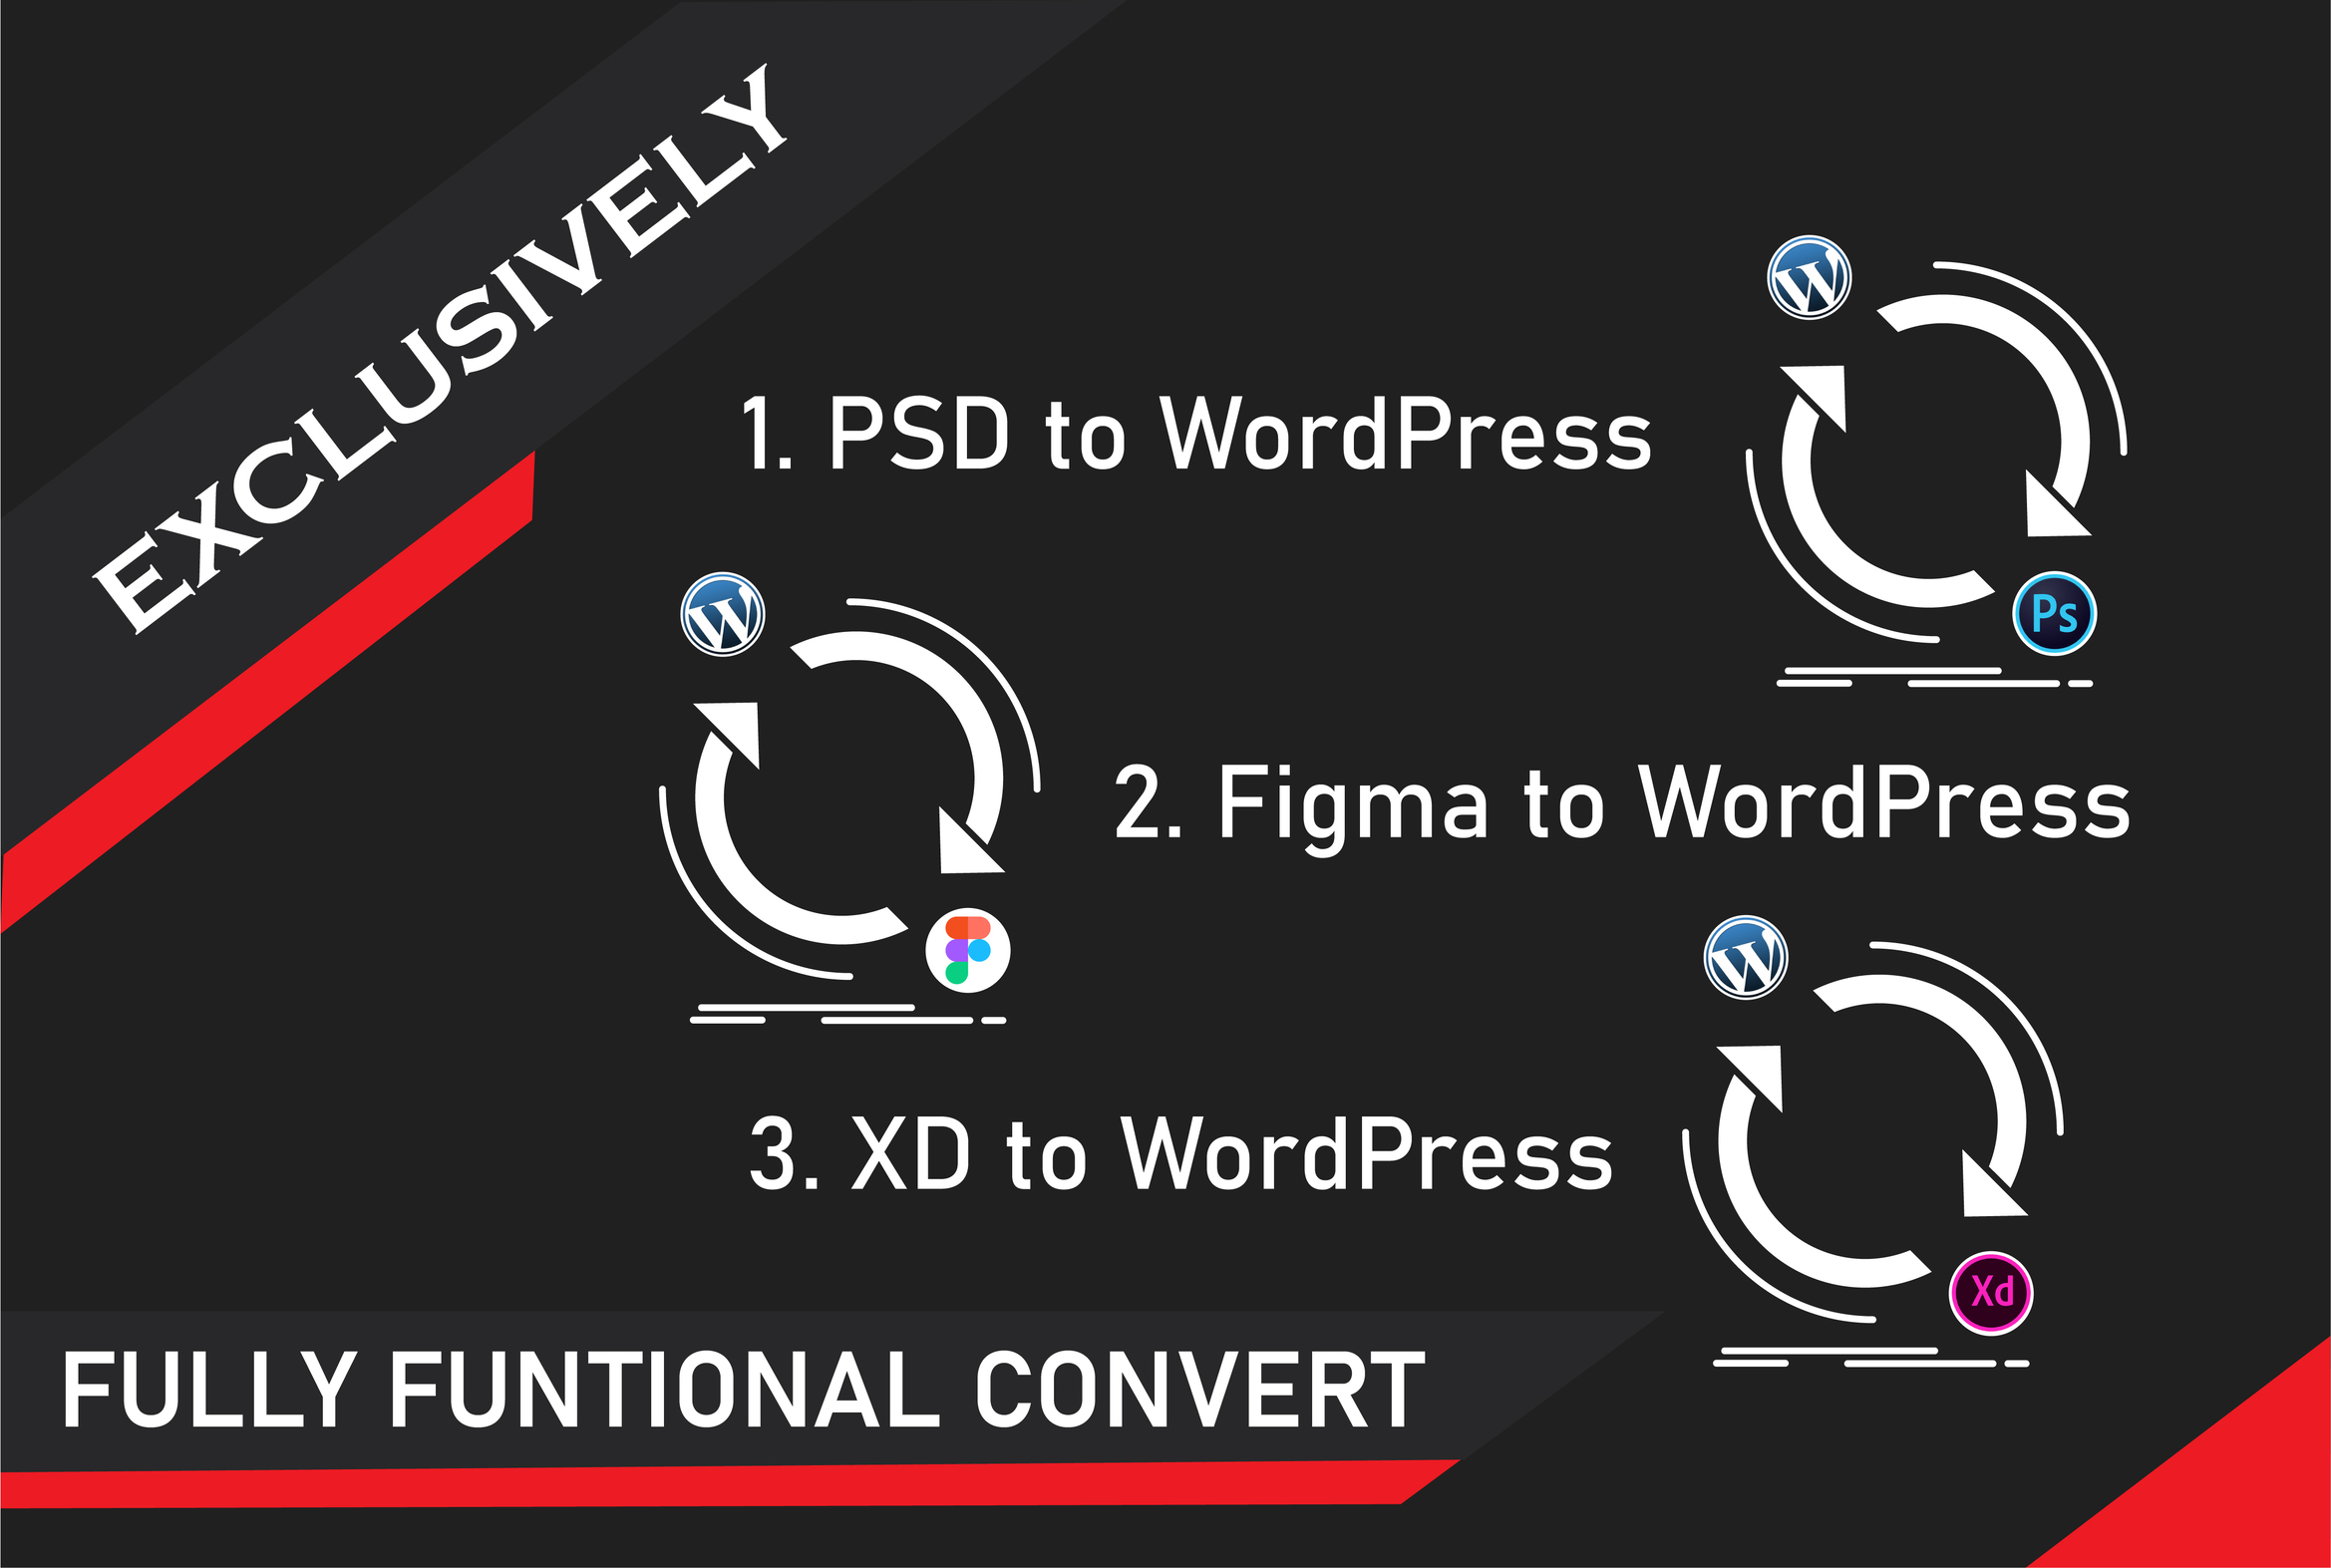 EXCLUSIVELY
1. PSD to WordPress
Ps
2. Figma to WordPress
3. XD to WordPress
Xd
FULLY FUNTIONAL CONVERT